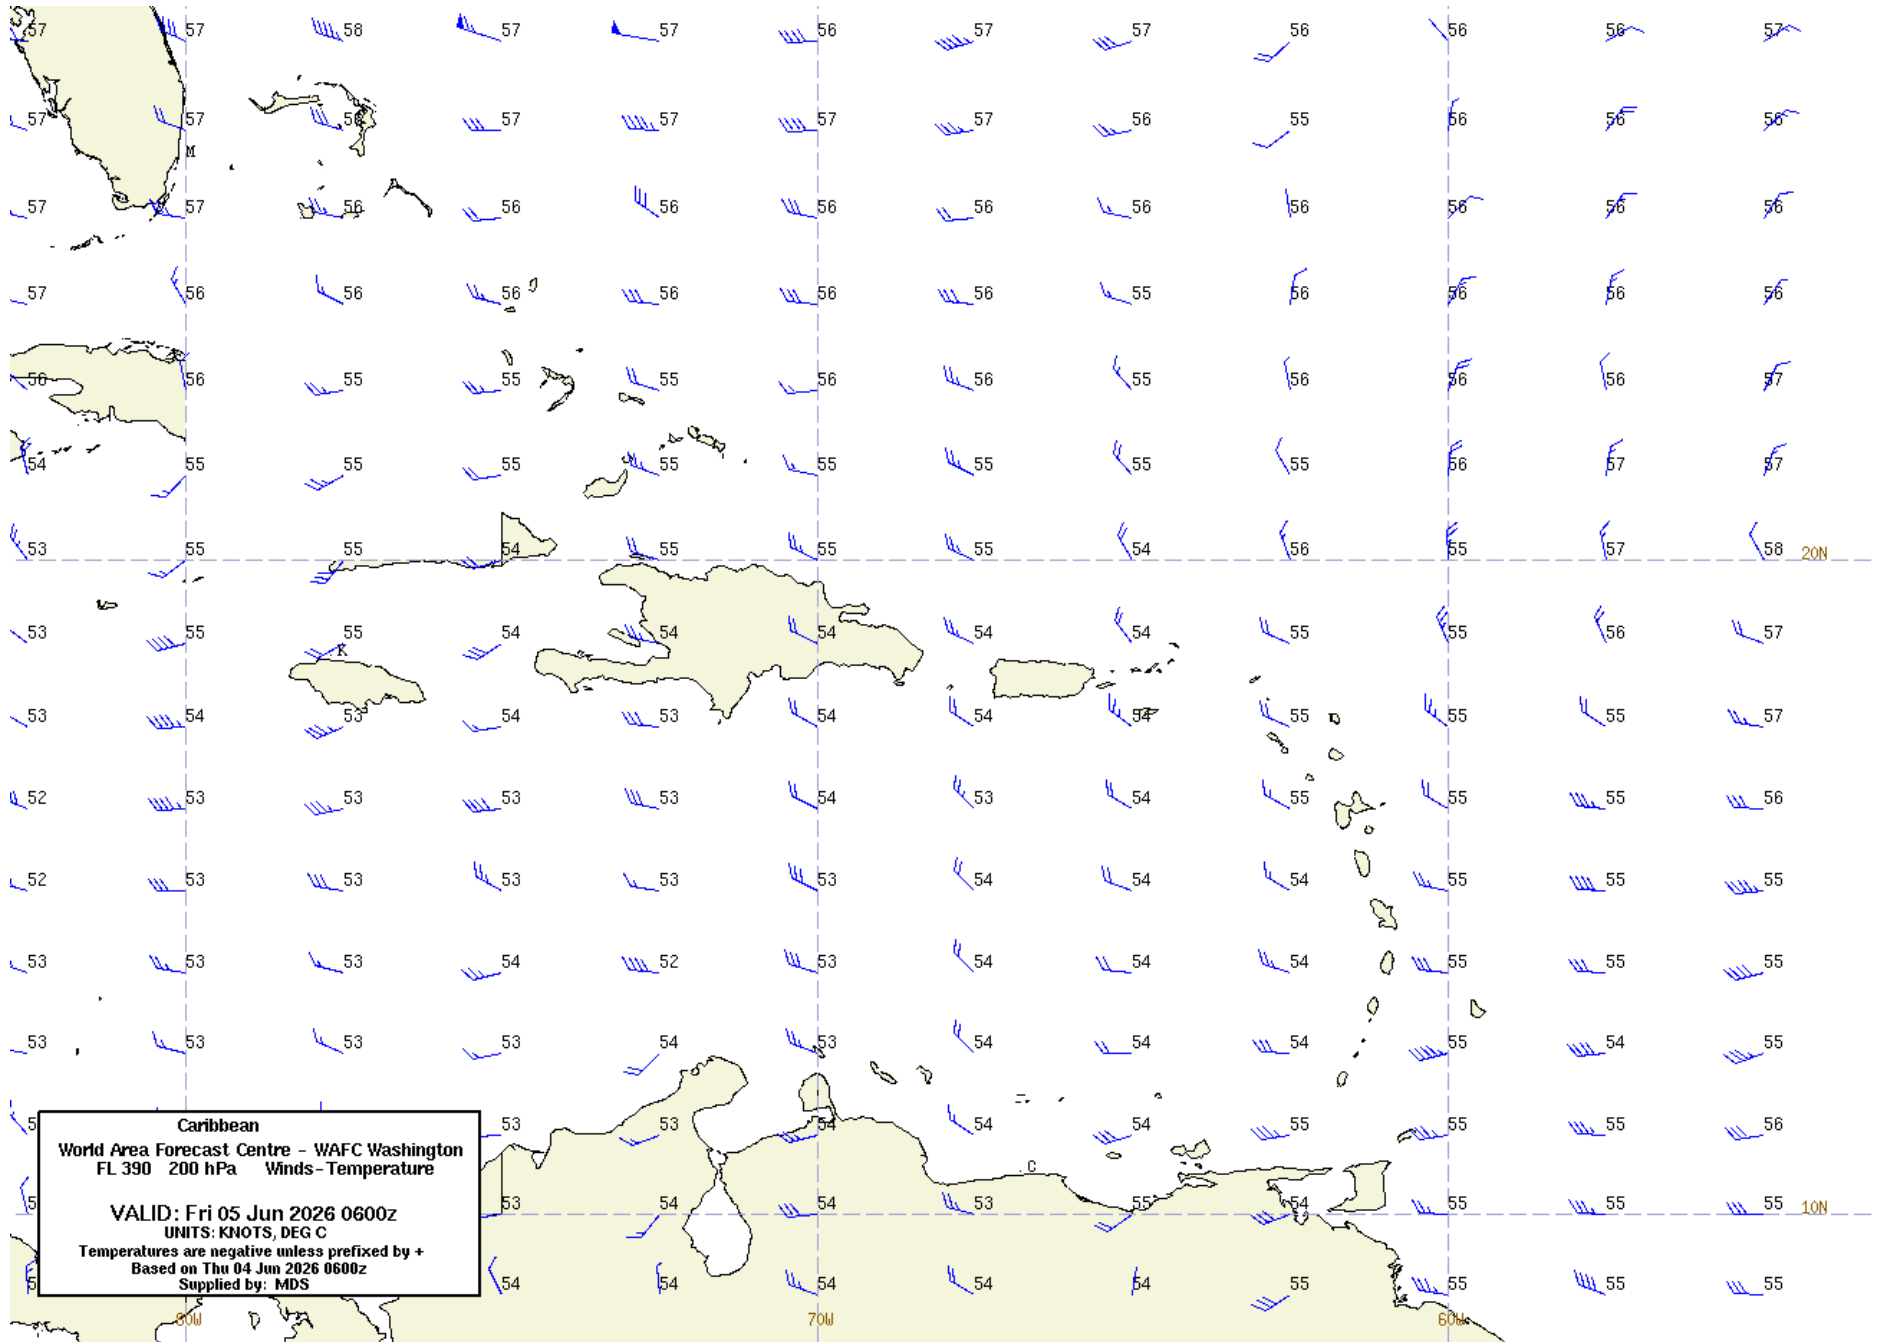 57 57 58 57 57 56 57 57 56 56 56 57
57 57 56 57 57 57 57 56 55 56 56 56
M
57 57 56 56 56 56 56 56 56 56 56 56
57 56 56 56 56 56 56 55 56 56 56 56
56 56 55 55 55 56 56 55 56 56 56 57
54 55 55 55 55 55 55 55 55 56 57 57
53 55 55 54 55 55 55 54 56 55 57 58 20N
53 55 55 54 54 54 54 54 55 55 56 57
K
53 54 53 54 53 54 54 54 55 55 55 57
52 53 53 53 53 54 53 54 55 55 55 56
52 53 53 53 53 53 54 54 54 55 55 55
53 53 53 54 52 53 54 54 54 55 55 55
53 53 53 53 54 53 54 54 54 55 54 55
53 53 54 54 54 55 55 55 56
C
53 54 54 53 55 54 55 55 55 10N
54 54 54 54 54 55 55 55 55
Caribbean
World Area Forecast Centre - WAFC Washington
FL 390 200 hPa Winds-Temperature
VALID: Fri 05 Jun 2026 0600z
UNITS: KNOTS, DEG C
Temperatures are negative unless prefixed by +
Based on Thu 04 Jun 2026 0600z
Supplied by: MDS
80W 70W 60W